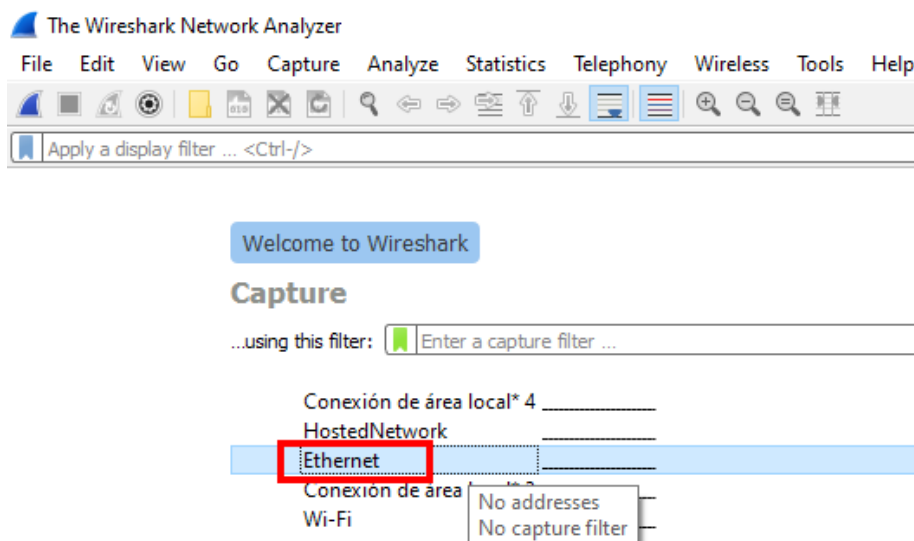 The Wireshark Network Analyzer
File Edit View Go Capture Analyze Statistics Telephony Wireless Tools Help
Apply a display filter ... <Ctrl-/>
Welcome to Wireshark
Capture
...using this filter: Enter a capture filter ...
Conexión de área local* 4
HostedNetwork
Ethernet
Conexión de área
No addresses
Wi-Fi
No capture filter